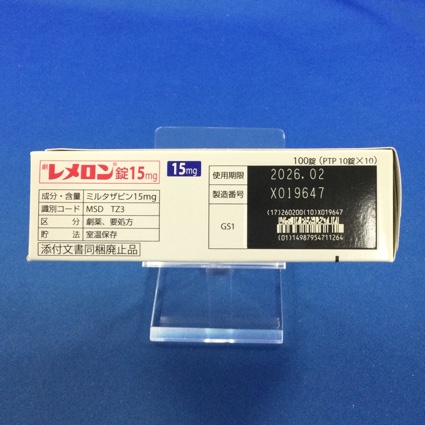 劇 レメロン®錠15mg
15mg
成分・含量 ミルタザピン15mg
識別コード MSD TZ3
区分 劇薬、要処方
貯法 室温保存
添付文書同梱廃止品
100錠 (PTP 10錠×10)
使用期限 2026.02
製造番号 X019647
GS1
(17)260200(10)X019647
(01)14987954711264